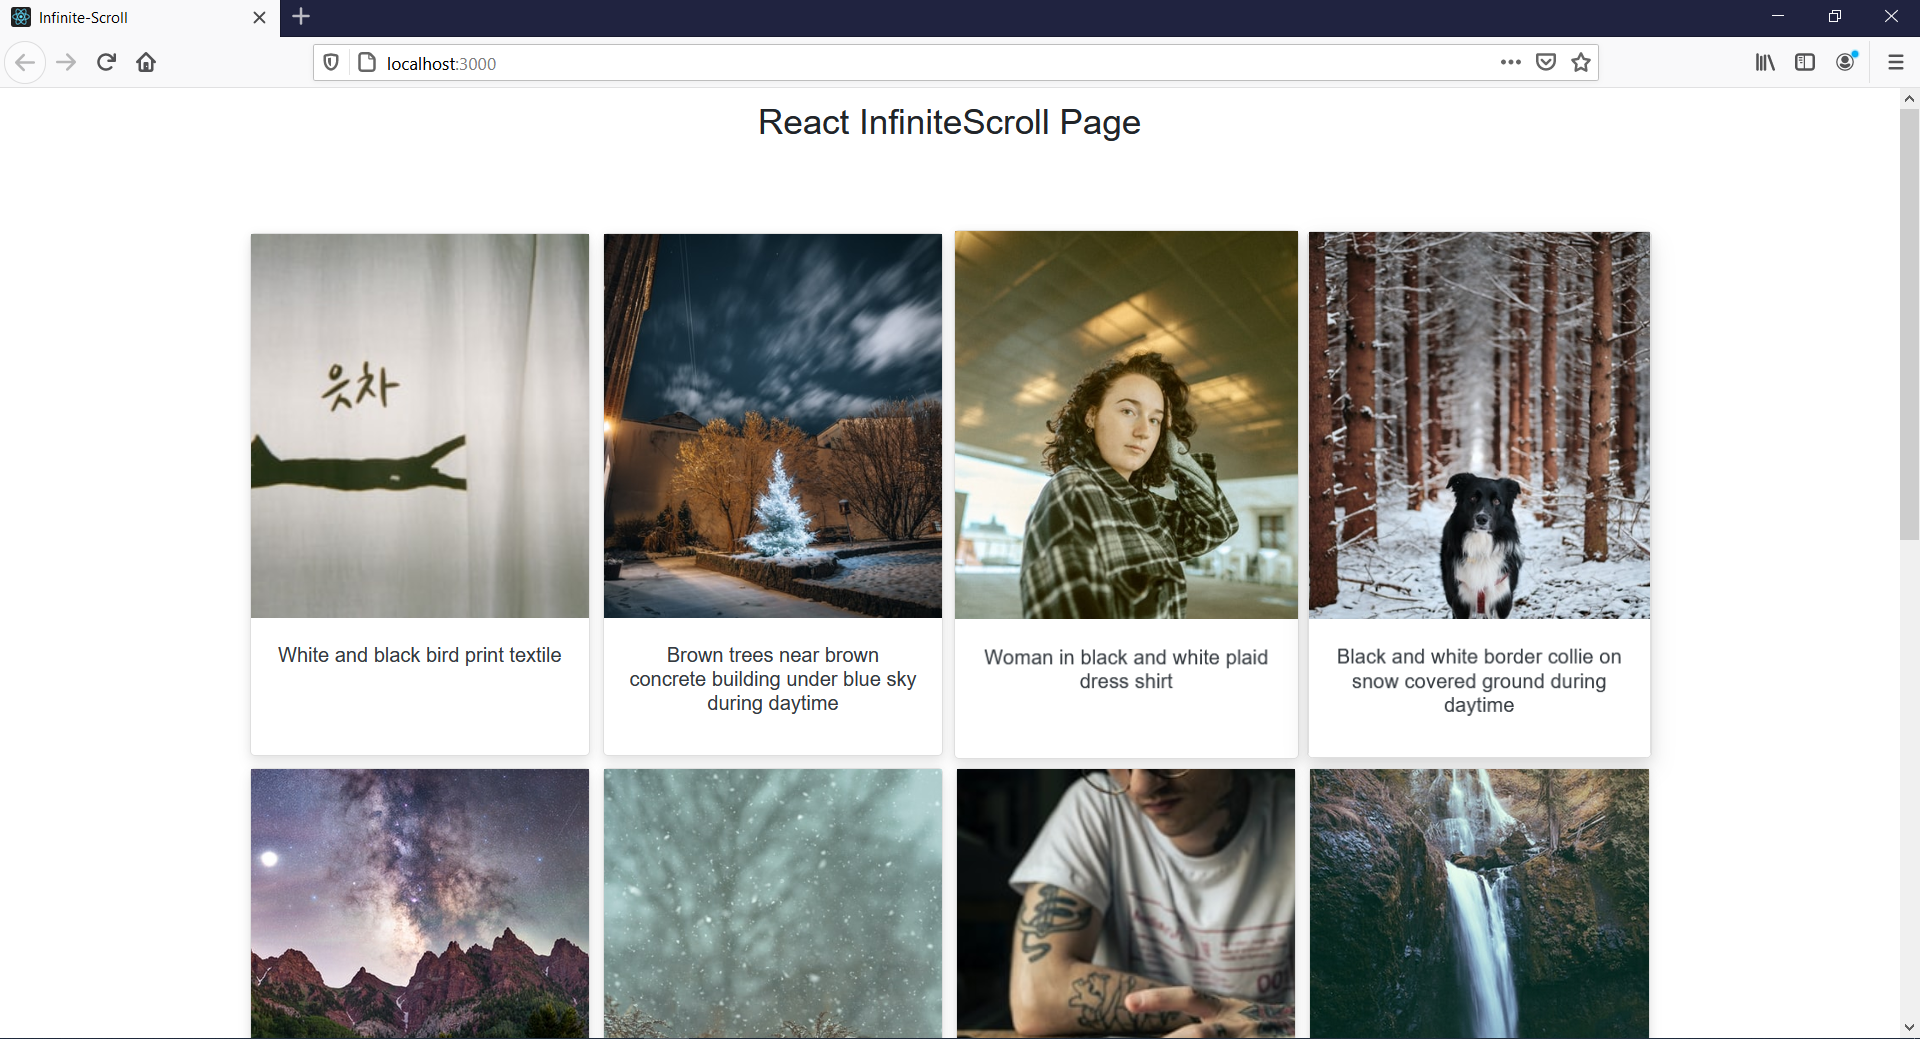 Infinite-Scroll
localhost:3000
React InfiniteScroll Page
읏차
White and black bird print textile
Brown trees near brown
concrete building under blue sky
during daytime
Woman in black and white plaid
dress shirt
Black and white border collie on
snow covered ground during
daytime